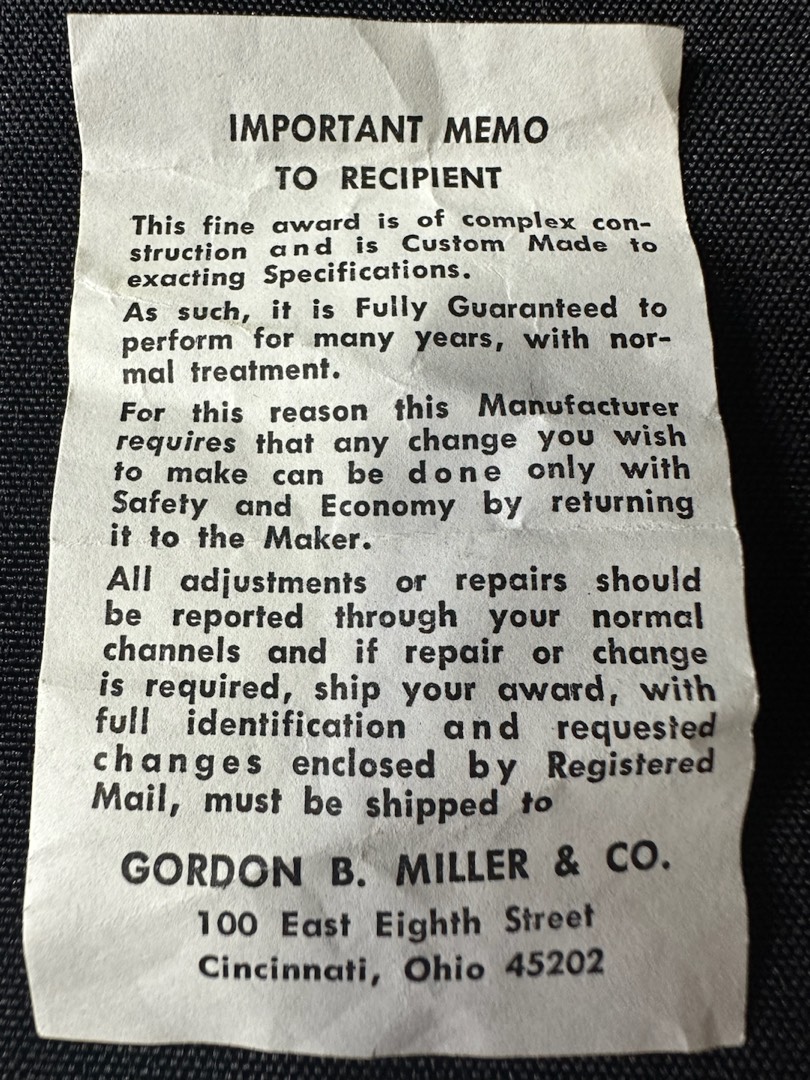 IMPORTANT MEMO
TO RECIPIENT
This fine award is of complex con-
struction and is Custom Made to
exacting Specifications.
As such, it is Fully Guaranteed to
perform for many years, with nor-
mal treatment.
For this reason this Manufacturer
requires that any change you wish
to make can be done only with
Safety and Economy by returning
it to the Maker.
All adjustments or repairs should
be reported through your normal
channels and if repair or change
is required, ship your award, with
full identification and requested
changes enclosed by Registered
Mail, must be shipped to
GORDON B. MILLER & CO.
100 East Eighth Street
Cincinnati, Ohio 45202